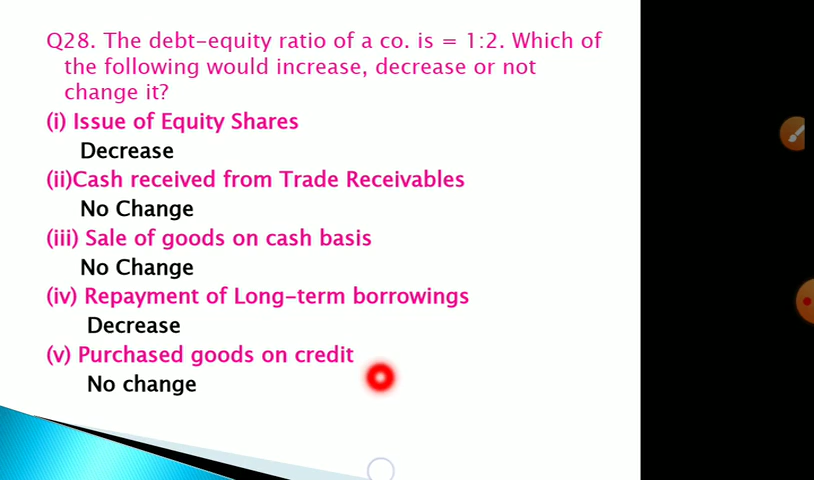 Q28. The debt-equity ratio of a co. is = 1:2. Which of
the following would increase, decrease or not
change it?
(i) Issue of Equity Shares
Decrease
(ii)Cash received from Trade Receivables
No Change
(iii) Sale of goods on cash basis
No Change
(iv) Repayment of Long-term borrowings
Decrease
(v) Purchased goods on credit
No change